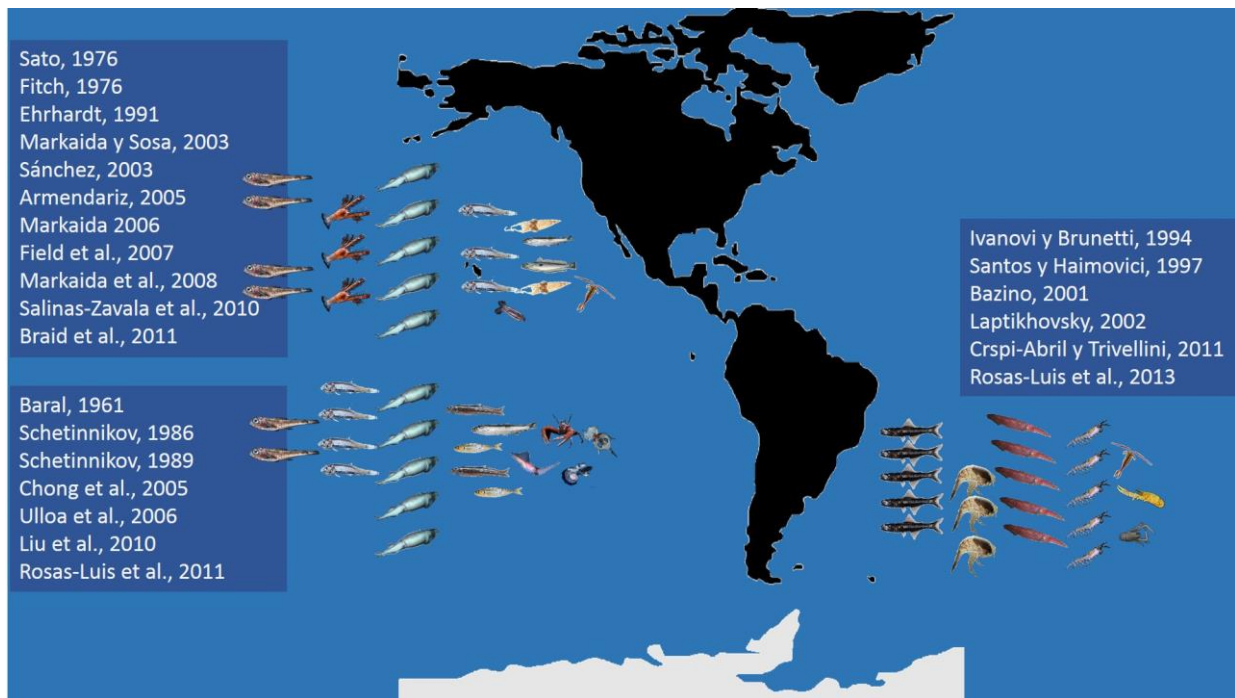 Sato, 1976
Fitch, 1976
Ehrhardt, 1991
Markaida y Sosa, 2003
Sánchez, 2003
Armendariz, 2005
Markaida 2006
Field et al., 2007
Markaida et al., 2008
Salinas-Zavala et al., 2010
Braid et al., 2011
Baral, 1961
Schetinnikov, 1986
Schetinnikov, 1989
Chong et al., 2005
Ulloa et al., 2006
Liu et al., 2010
Rosas-Luis et al., 2011
Ivanovi y Brunetti, 1994
Santos y Haimovici, 1997
Bazino, 2001
Laptikhovsky, 2002
Crspi-Abril y Trivellini, 2011
Rosas-Luis et al., 2013